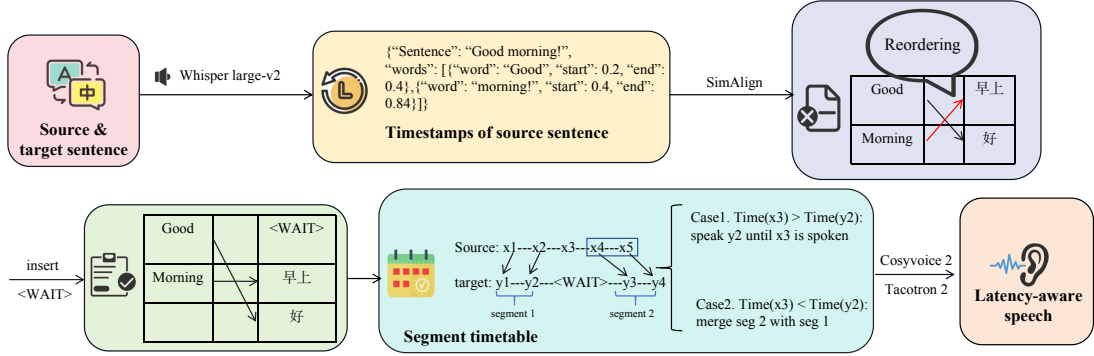 Source &
target sentence
A
中
Whisper large-v2
{“Sentence”: “Good morning!”,
“words”: [{“word”: “Good”, “start”: 0.2, “end”:
0.4},{“word”: “morning!”, “start”: 0.4, “end”:
0.84}]}
Timestamps of source sentence
SimAlign
Reordering
Good 早上
Morning 好
insert
<WAIT>
Good <WAIT>
Morning 早上
好
Source: x1---x2---x3---x4---x5
target: y1---y2---<WAIT>---y3---y4
segment 1 segment 2
Segment timetable
Case1. Time(x3) > Time(y2):
speak y2 until x3 is spoken
Case2. Time(x3) < Time(y2):
merge seg 2 with seg 1
Cosyvoice 2
Tacotron 2
Latency-aware
speech